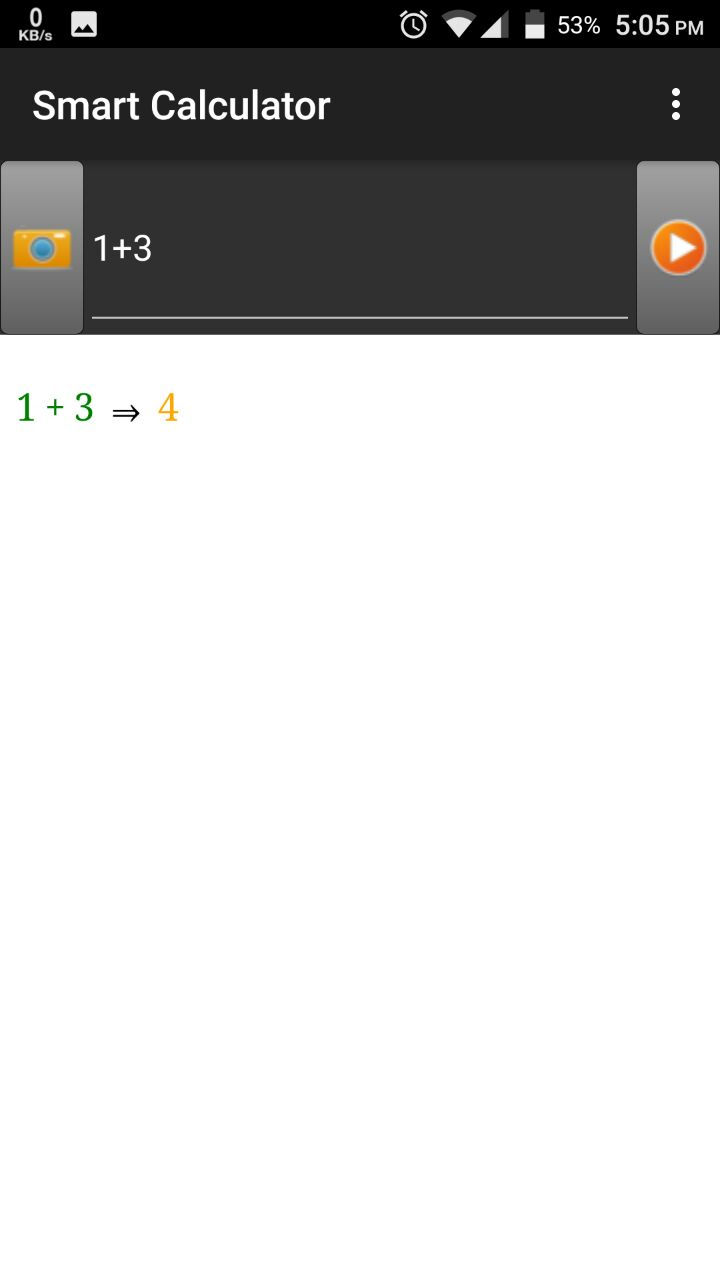 0
KB/s
53% 5:05 PM
Smart Calculator
1+3
1 + 3 ⇒ 4